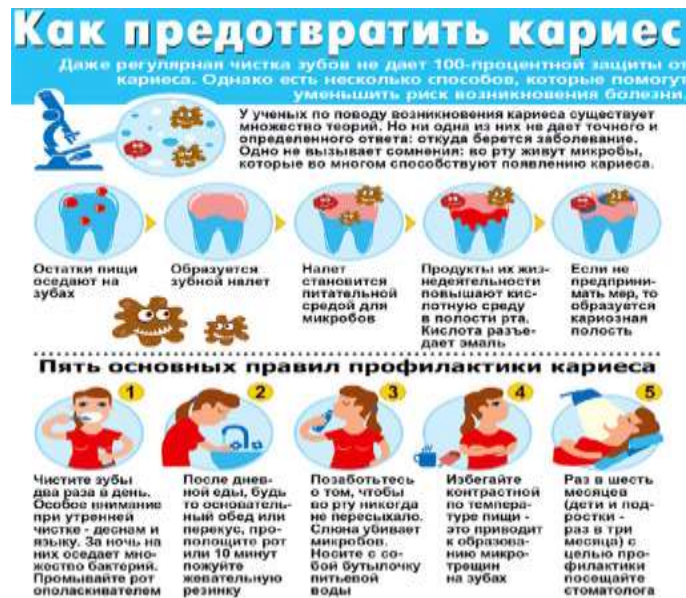 Как предотвратить кариес
Даже регулярная чистка зубов не дает 100-процентной защиты от
кариеса. Однако есть несколько способов, которые помогут
уменьшить риск возникновения болезни.
У ученых по поводу возникновения кариеса существует
множество теорий. Но ни одна из них не дает точного и
определенного ответа: откуда берется заболевание.
Одно не вызывает сомнения: во рту живут микробы,
которые во многом способствуют появлению кариеса.
Остатки пищи
оседают на
зубах
Образуется
зубной налет
Налет
становится
питательной
средой для
микробов
Продукты их жиз-
недеятельности
повышают кис-
лотную среду
в полости рта.
Кислота разъе-
дает эмаль
Если не
предприни-
мать мер, то
образуется
кариозная
полость
Пять основных правил профилактики кариеса
1
Чистите зубы
два раза в день.
Особое внимание
при утренней
чистке - деснам и
языку. За ночь на
них оседает мно-
жество бактерий.
Промывайте рот
ополаскивателем
2
После днев-
ной еды, будь
то основатель-
ный обед или
перекус, про-
полощите рот
или 10 минут
пожуйте
жевательную
резинку
3
Позаботьтесь
о том, чтобы
во рту никогда
не пересыхало.
Слюна убивает
микробов.
Носите с со-
бой бутылочку
питьевой
воды
4
Избегайте
контрастной
по темпера-
туре пищи -
это приводит
к образова-
нию микро-
трещин
на зубах
5
Раз в шесть
месяцев
(дети и под-
ростки -
раз в три
месяца) с
целью про-
филактики
посещайте
стоматолога